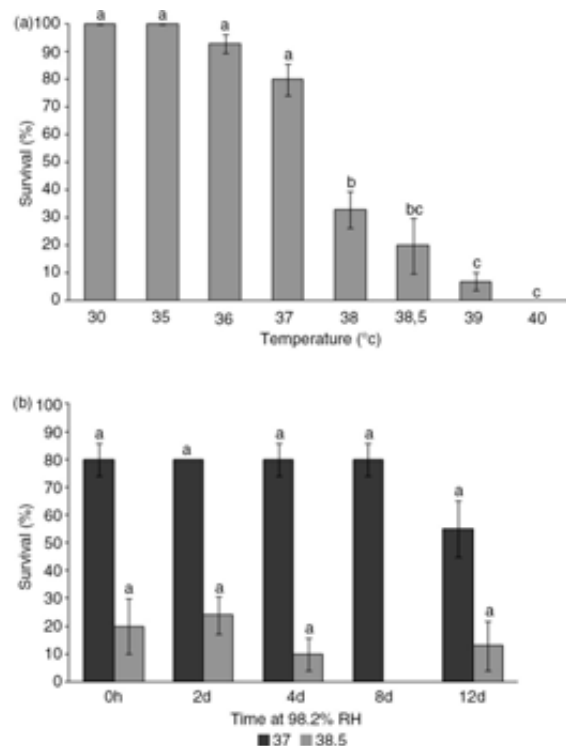 (a)
100
a a a a
90
80
70
60
50
b
40
bc
30
20
c
10
c
0
30 35 36 37 38 38,5 39 40
Survival (%)
Temperature (°c)
(b)
100
90
a a a a
80
70
a
60
50
40
a a
30
a
20
a
10
0
0h 2d 4d 8d 12d
Survival (%)
Time at 98.2% RH
37 38.5